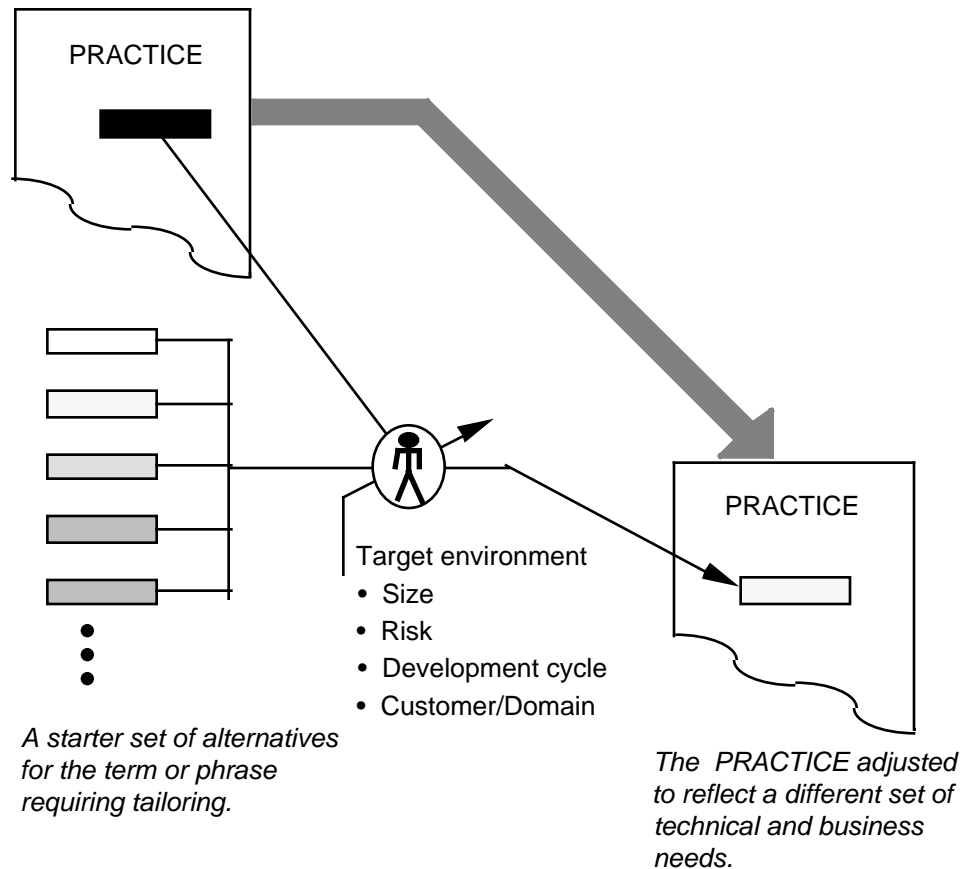 PRACTICE
Target environment
• Size
• Risk
• Development cycle
• Customer/Domain
A starter set of alternatives
for the term or phrase
requiring tailoring.
PRACTICE
The PRACTICE adjusted
to reflect a different set of
technical and business
needs.